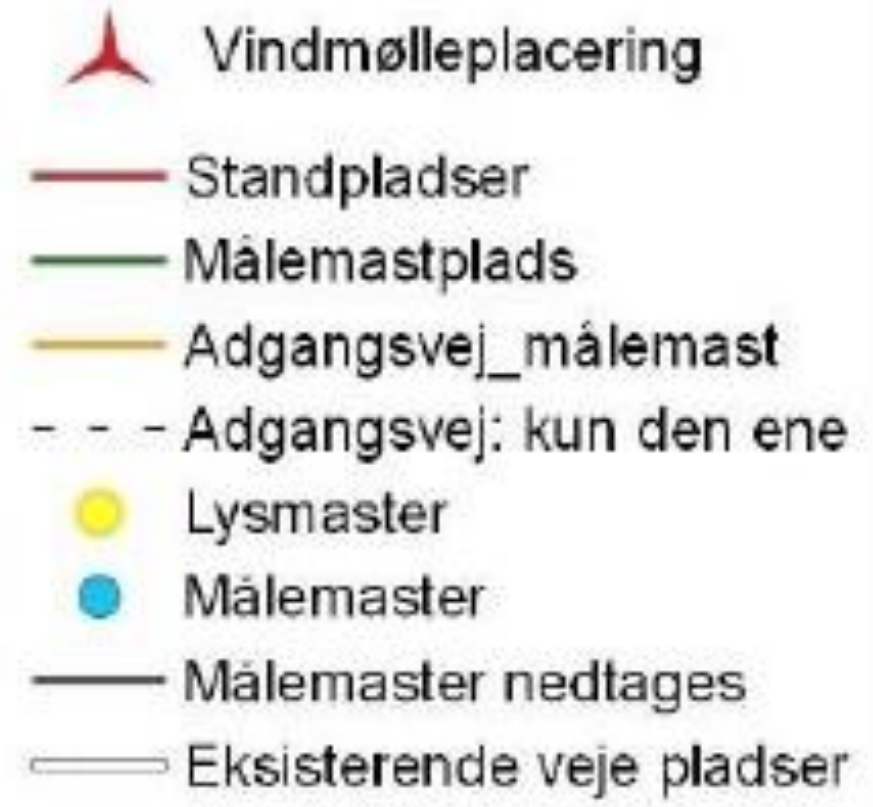 Vindmølleplacering
Standpladser
Målemastplads
Adgangsvej_målemast
Adgangsvej: kun den ene
Lysmaster
Målemaster
Målemaster nedtages
Eksisterende veje pladser